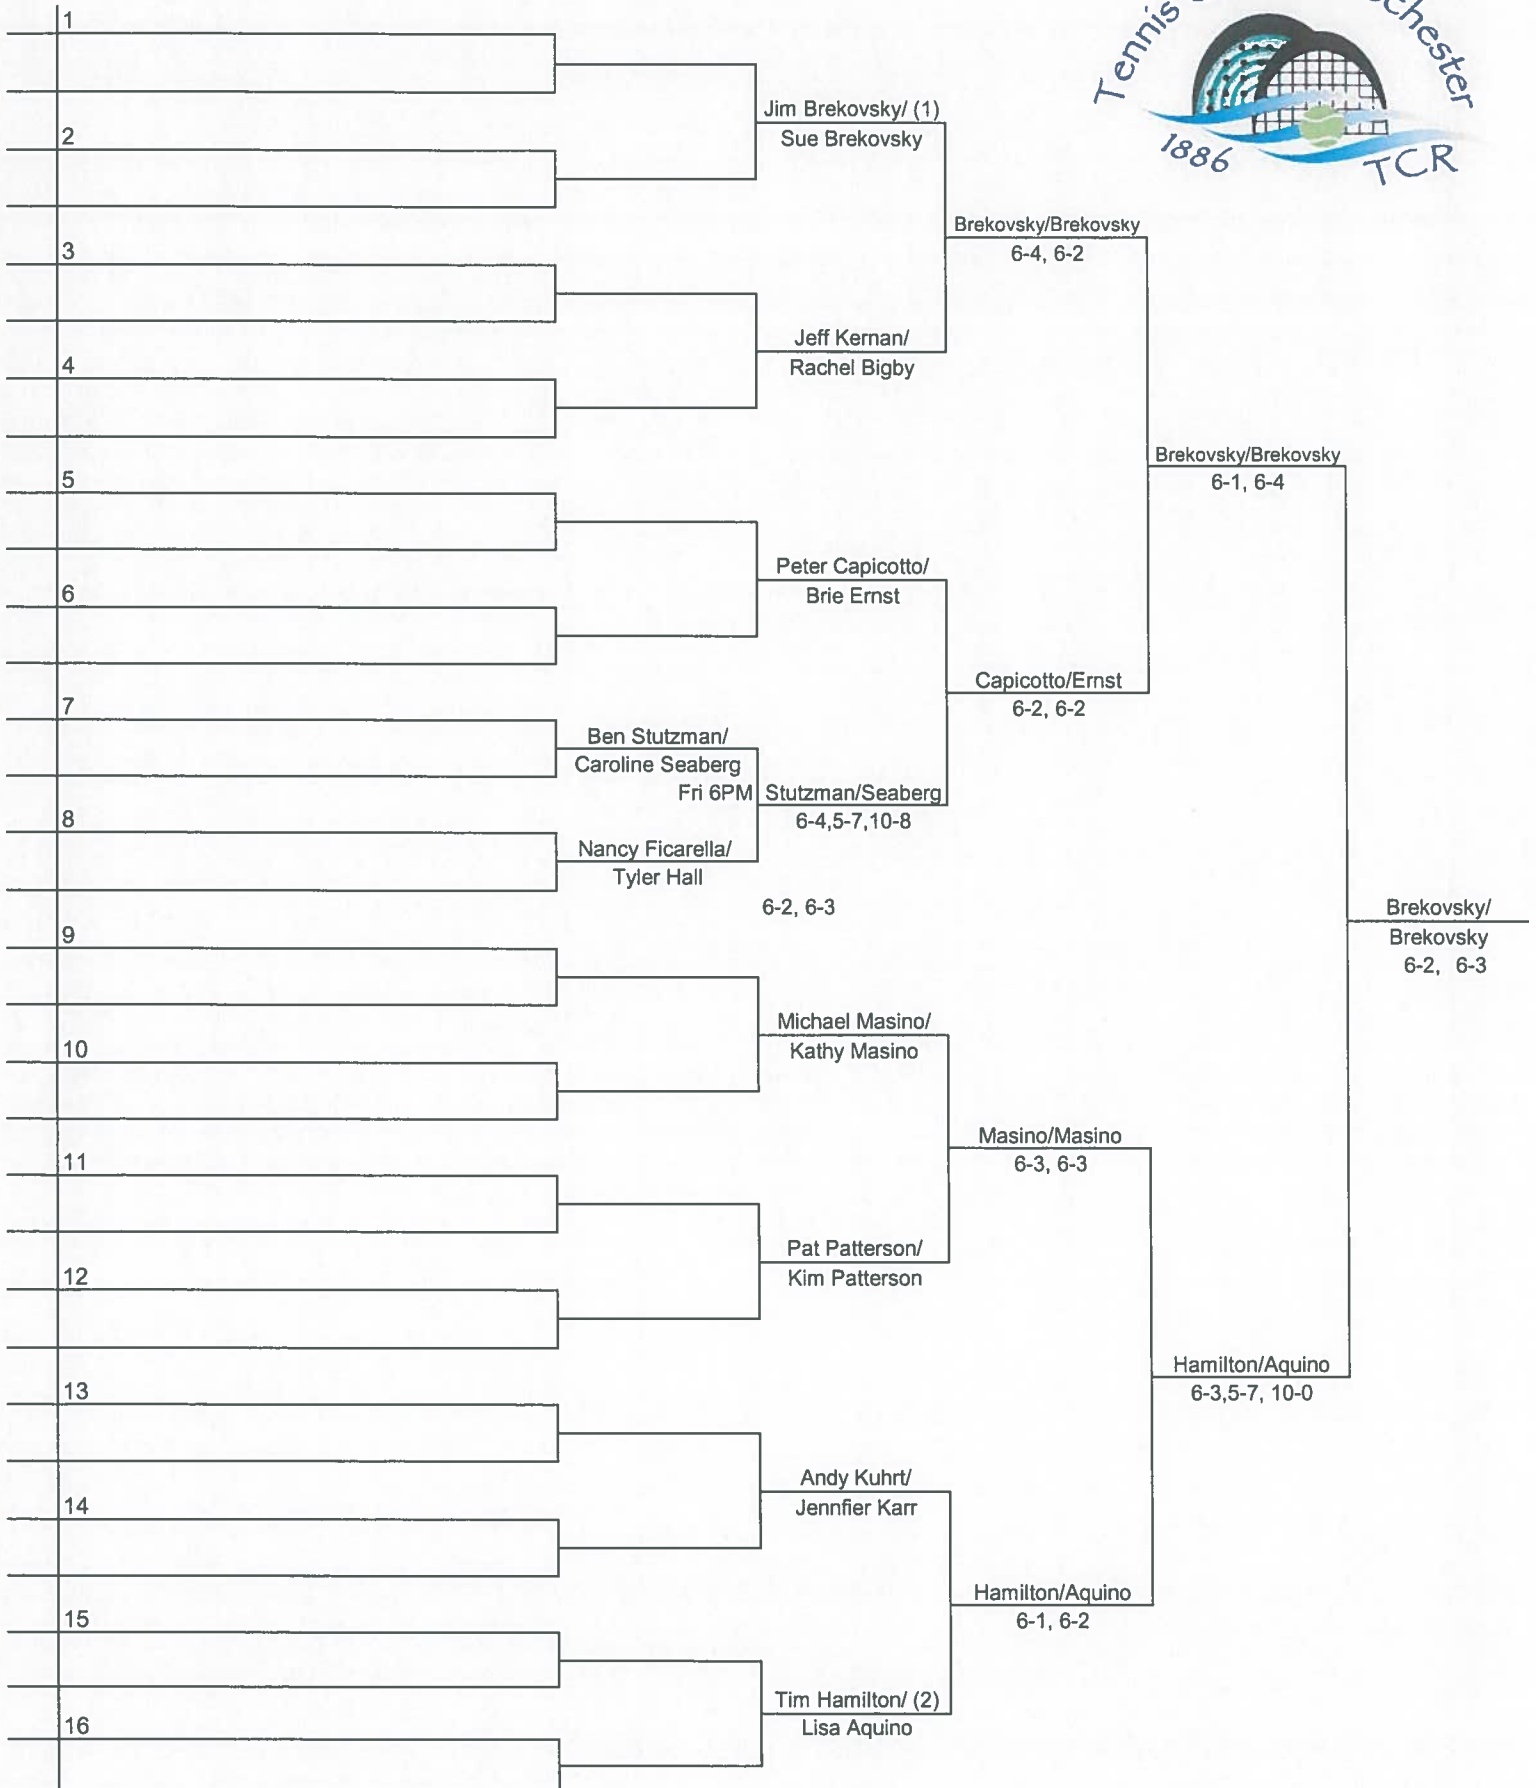 Tennis
chester
1886
TCR
1
2
Jim Brekovsky/ (1)
Sue Brekovsky
Brekovsky/Brekovsky
6-4, 6-2
3
4
Jeff Kernan/
Rachel Bigby
Brekovsky/Brekovsky
6-1, 6-4
5
6
Peter Capicotto/
Brie Ernst
Capicotto/Ernst
6-2, 6-2
7
Ben Stutzman/
Caroline Seaberg
Fri 6PM
Stutzman/Seaberg
6-4,5-7,10-8
8
Nancy Ficarella/
Tyler Hall
6-2, 6-3
Brekovsky/
Brekovsky
6-2, 6-3
9
10
Michael Masino/
Kathy Masino
Masino/Masino
6-3, 6-3
11
12
Pat Patterson/
Kim Patterson
Hamilton/Aquino
6-3,5-7, 10-0
13
14
Andy Kuhrt/
Jennfier Karr
Hamilton/Aquino
6-1, 6-2
15
16
Tim Hamilton/ (2)
Lisa Aquino